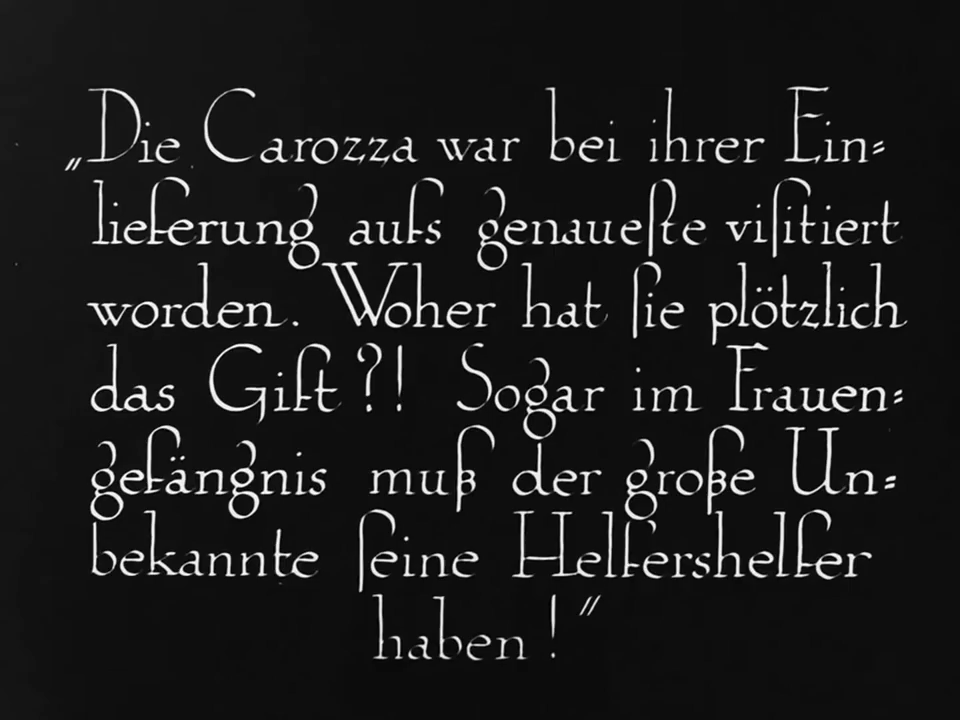 „Die Carozza war bei ihrer Ein=
lieferung aufs genaueſte viſitiert
worden. Woher hat ſie plötzlich
das Gift?! Sogar im Frauen=
gefängnis muß der große Un=
bekannte ſeine Helfershelfer
haben!"